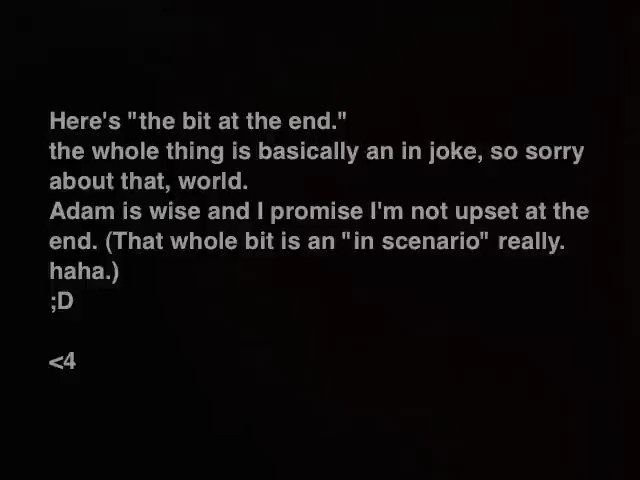 Here's "the bit at the end."
the whole thing is basically an in joke, so sorry
about that, world.
Adam is wise and I promise I'm not upset at the
end. (That whole bit is an "in scenario" really.
haha.)
;D
<4